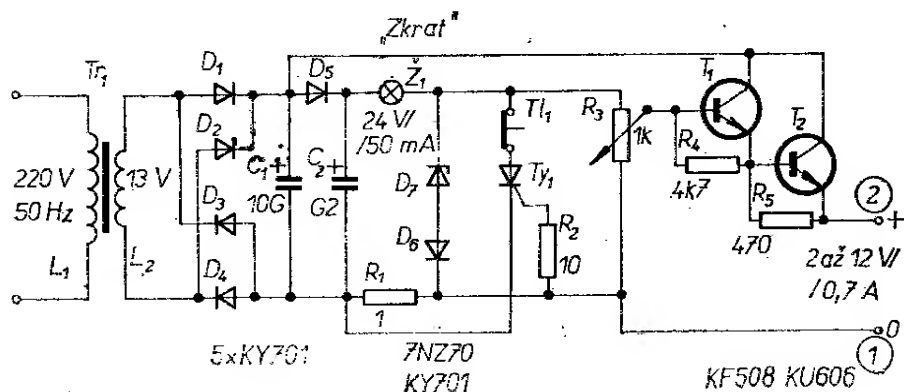 „Zkrat"
Tr₁
D₁
D₅
Ž₁
24 V/
/50 mA
Tl₁
R₃
1k
T₁
T₂
D₂
C₁ +
10G
C₂ +
G2
D₇
Ty₁
R₄
4k7
220 V
50 Hz
13 V
D₃
D₆
R₂
10
R₅
470
2
+
L₁
L₂
D₄
R₁
1
2 až 12 V/
/0,7 A
0
1
5xKY701
7NZ70
KY701
KF508 KU606